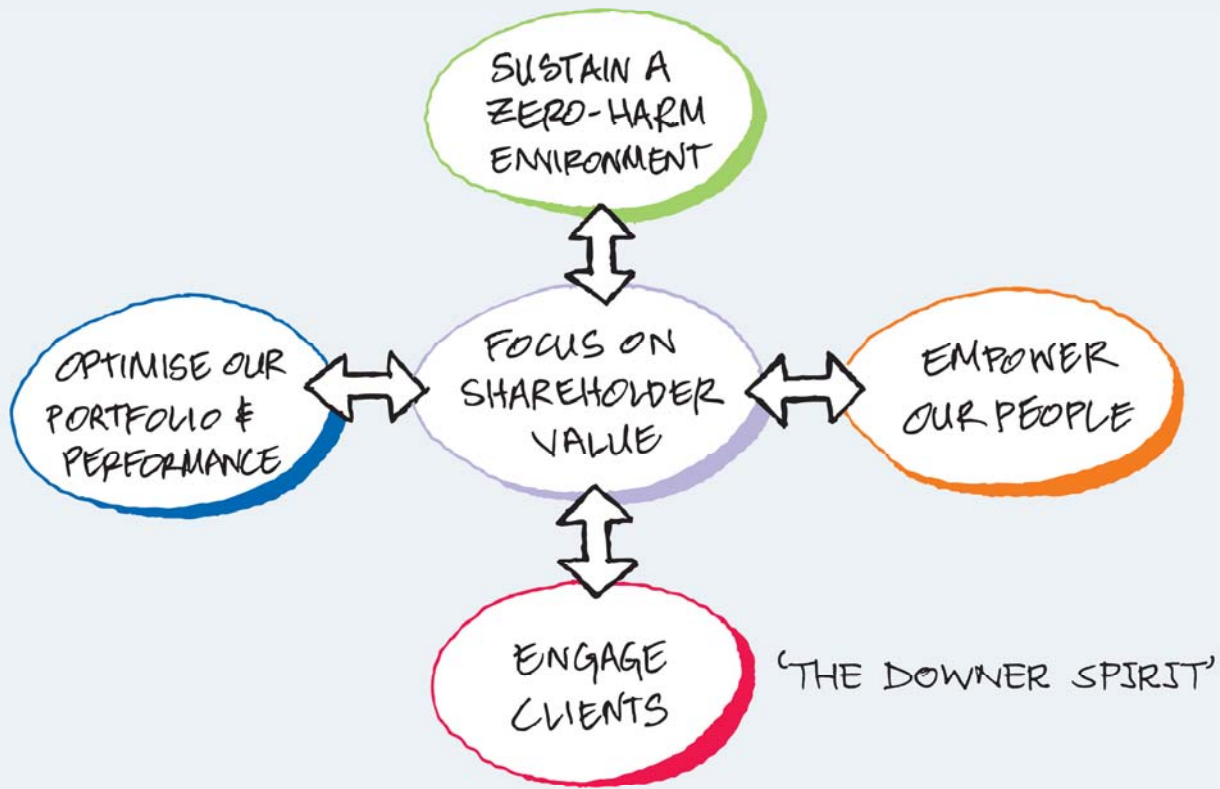 SUSTAIN A
ZERO-HARM
ENVIRONMENT
OPTIMISE OUR
PORTFOLIO &
PERFORMANCE
FOCUS ON
SHAREHOLDER
VALUE
EMPOWER
OUR PEOPLE
ENGAGE
CLIENTS
‘THE DOWNER SPIRIT’